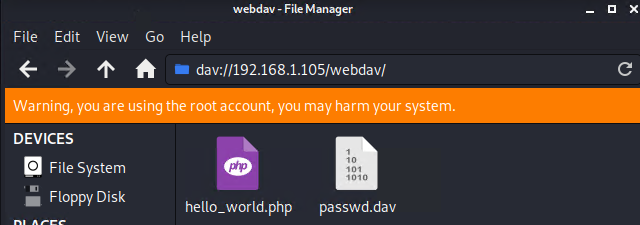 webdav - File Manager
File Edit View Go Help
dav://192.168.1.105/webdav/
Warning, you are using the root account, you may harm your system.
DEVICES
File System
Floppy Disk
PLACES
php
1
10
101
1010
hello_world.php passwd.dav